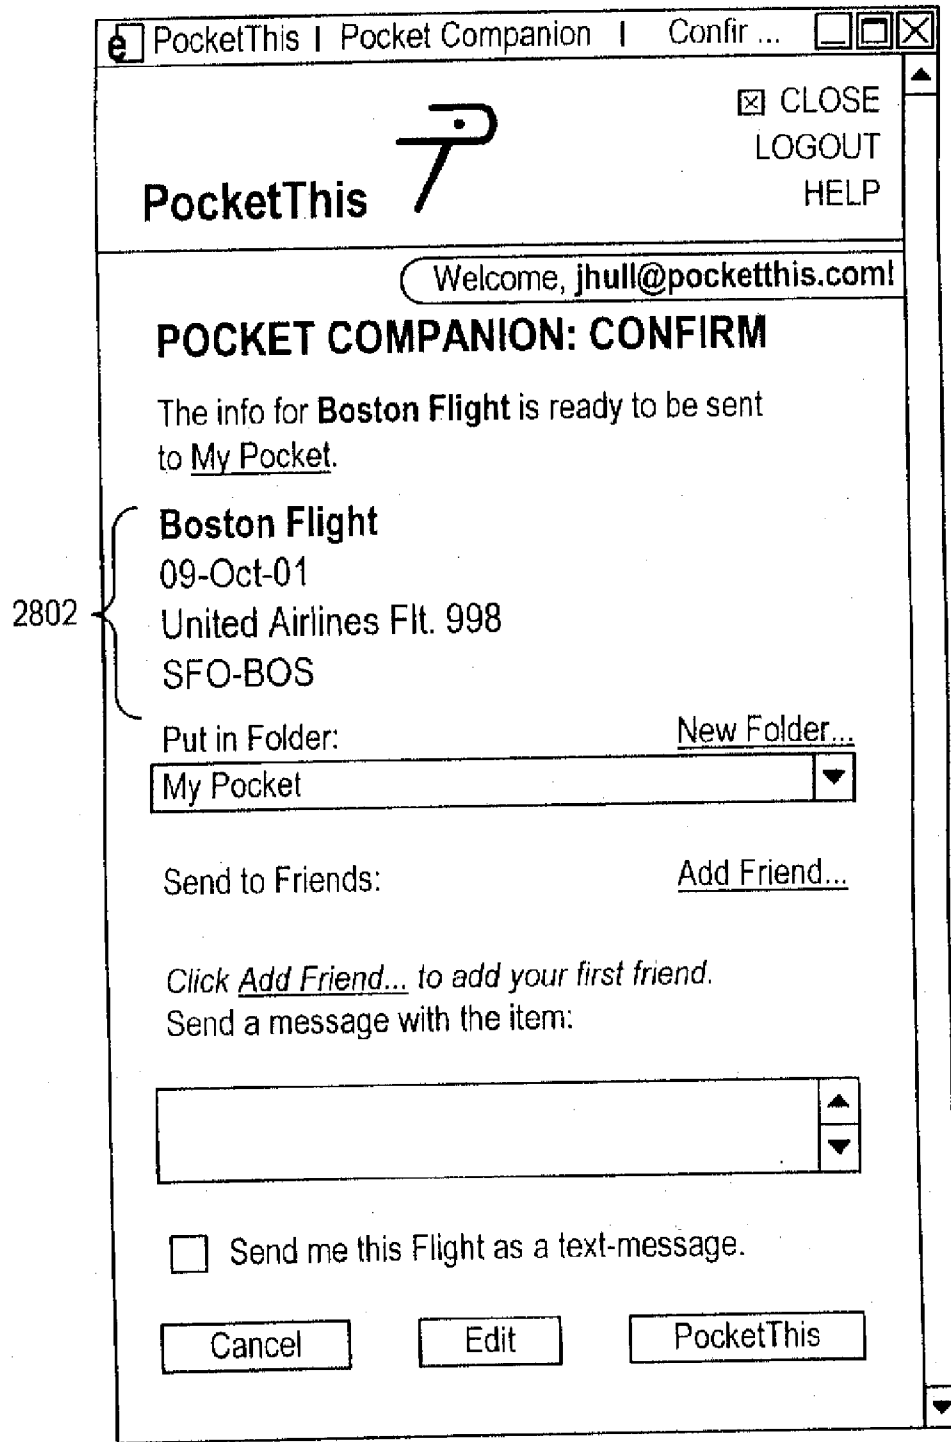 PocketThis | Pocket Companion | Confir ...
CLOSE
LOGOUT
HELP
PocketThis
Welcome, jhull@pocketthis.com!
POCKET COMPANION: CONFIRM
The info for Boston Flight is ready to be sent
to My Pocket.
Boston Flight
09-Oct-01
2802
United Airlines Flt. 998
SFO-BOS
Put in Folder: New Folder...
My Pocket
Send to Friends: Add Friend...
Click Add Friend... to add your first friend.
Send a message with the item:
Send me this Flight as a text-message.
Cancel Edit PocketThis